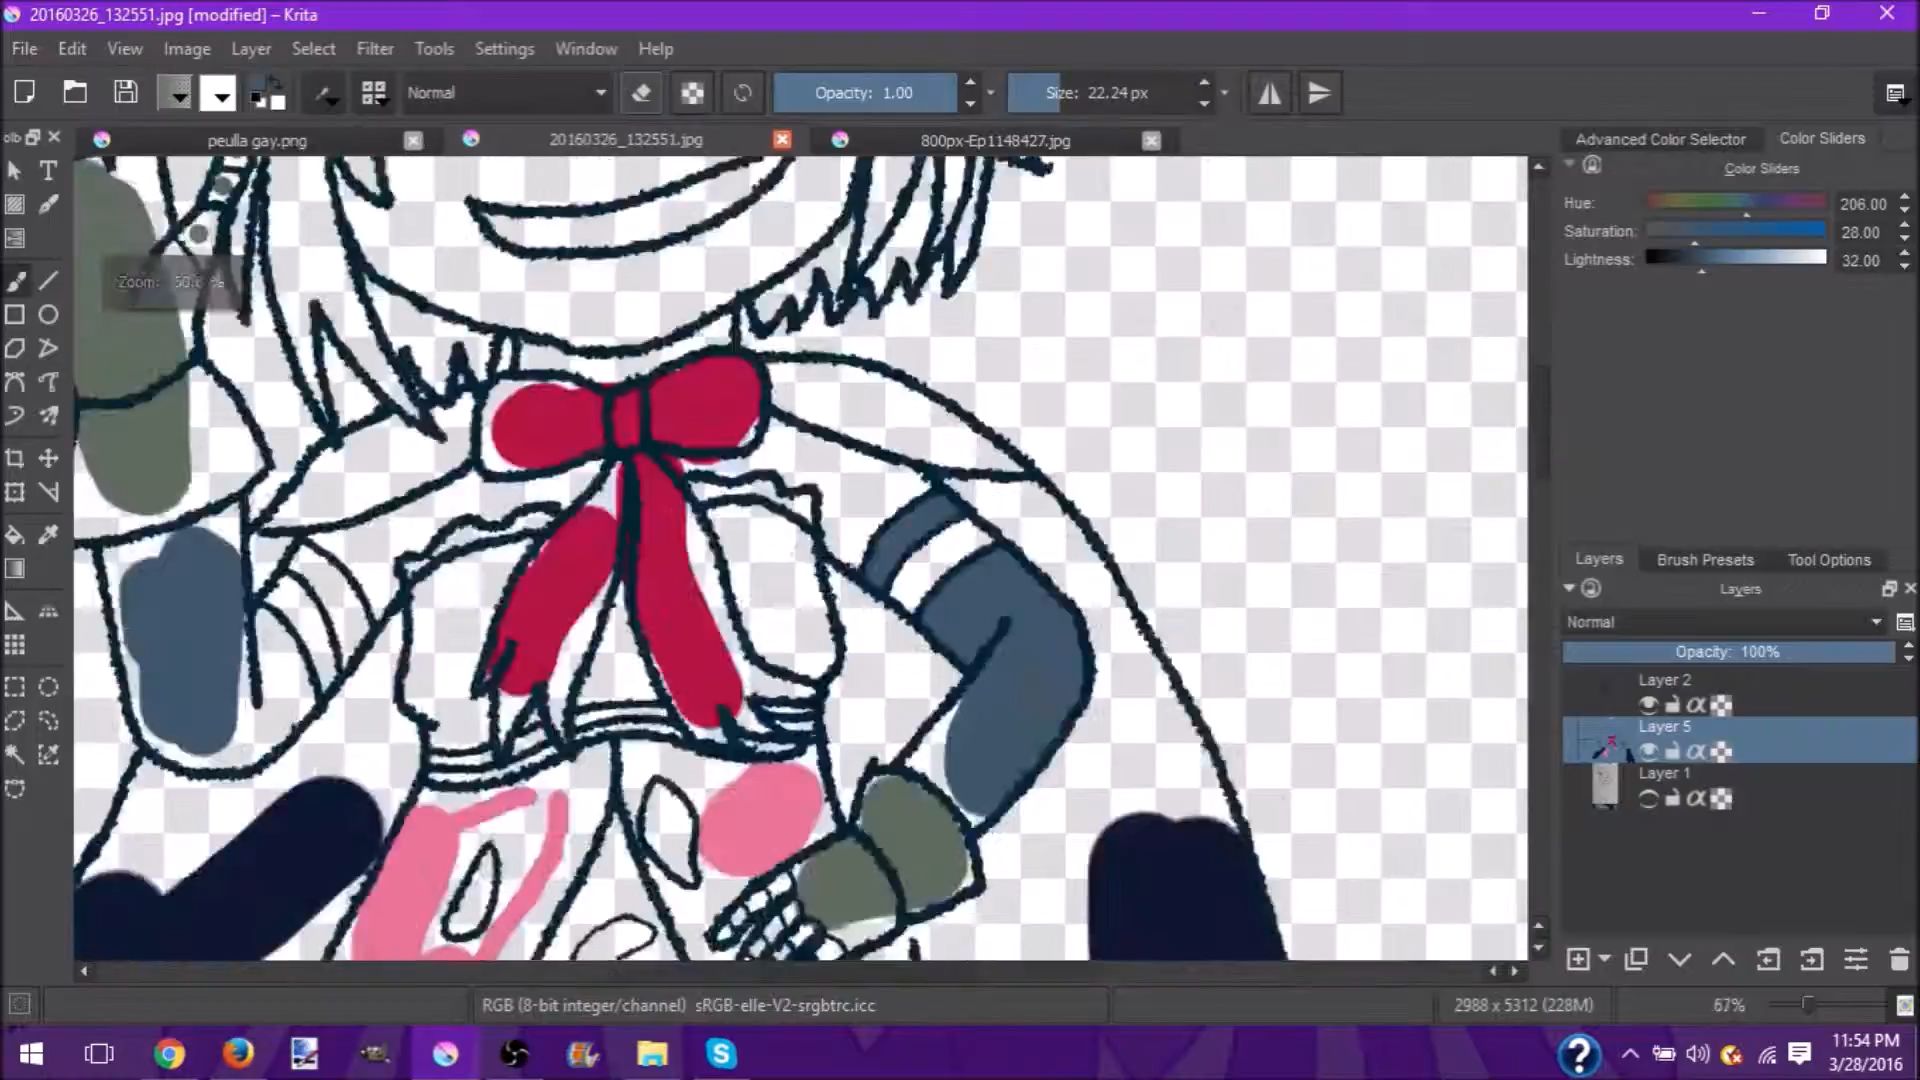 20160326_132551.jpg [modified] – Krita
File Edit View Image Layer Select Filter Tools Settings Window Help
Normal Opacity: 1.00 Size: 22.24 px
peulla gay.png 20160326_132551.jpg 800px-Ep1148427.jpg
Advanced Color Selector Color Sliders
Color Sliders
Hue: 206.00
Saturation: 28.00
Lightness: 32.00
Zoom:
Layers Brush Presets Tool Options
Layers
Normal
Opacity: 100%
Layer 2
Layer 5
Layer 1
RGB (8-bit integer/channel) sRGB-elle-V2-srgbtrc.icc 2988 x 5312 (228M) 67%
11:54 PM
3/28/2016